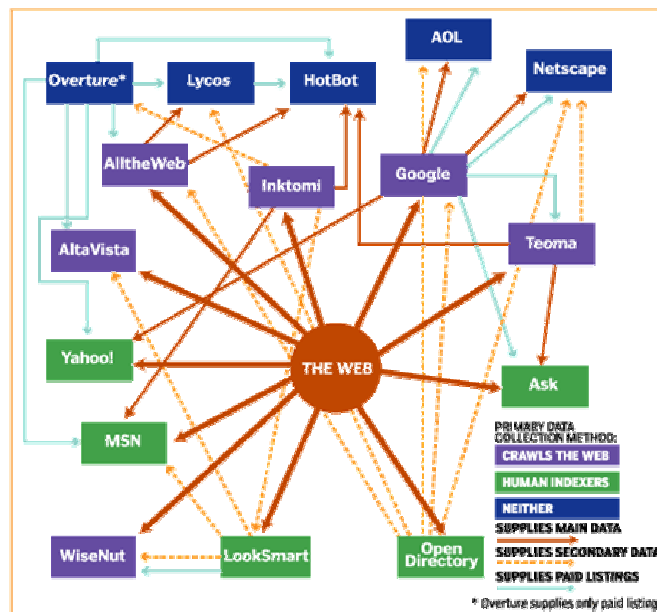 AOL
Overture*
Lycos
HotBot
Netscape
AlltheWeb
Inktomi
Google
AltaVista
Teoma
Yahoo!
THE WEB
Ask
MSN
WiseNut
LookSmart
Open
Directory
PRIMARY DATA
COLLECTION METHOD:
CRAWLS THE WEB
HUMAN INDEXERS
NEITHER
SUPPLIES MAIN DATA
SUPPLIES SECONDARY DATA
SUPPLIES PAID LISTINGS
* Overture supplies only paid listing